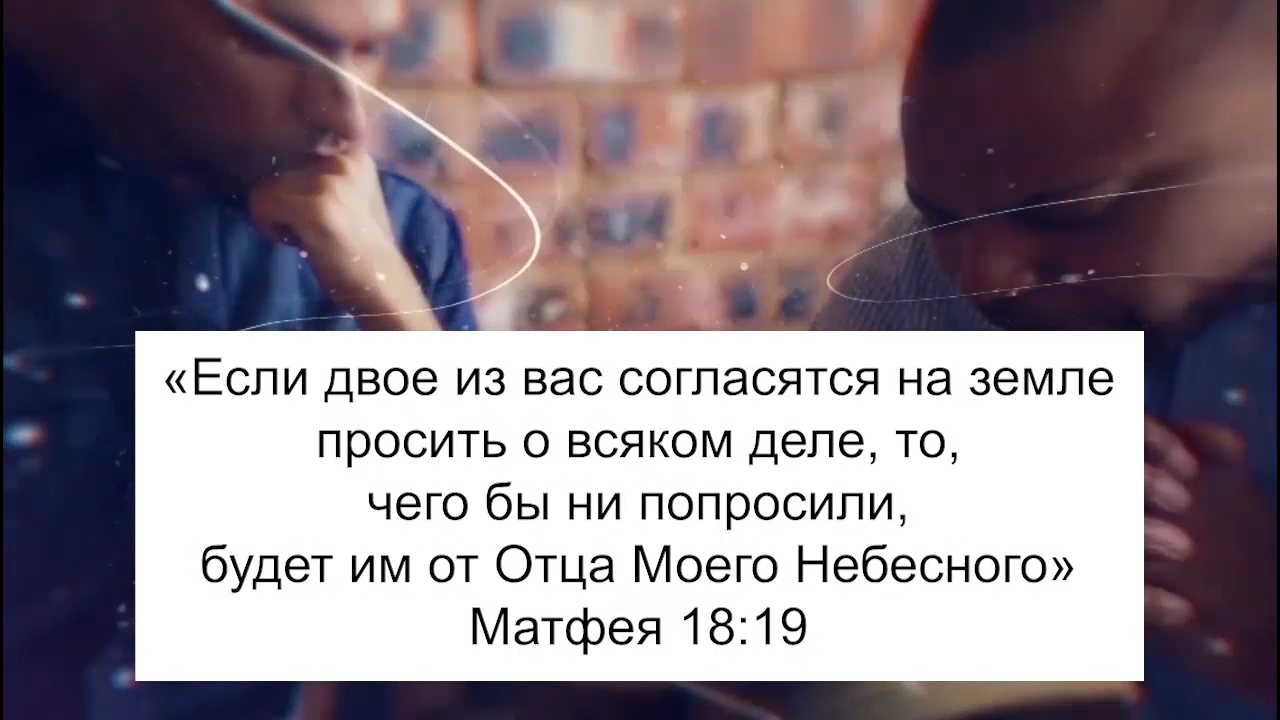 «Если двое из вас согласятся на земле
просить о всяком деле, то,
чего бы ни попросили,
будет им от Отца Моего Небесного»
Матфея 18:19